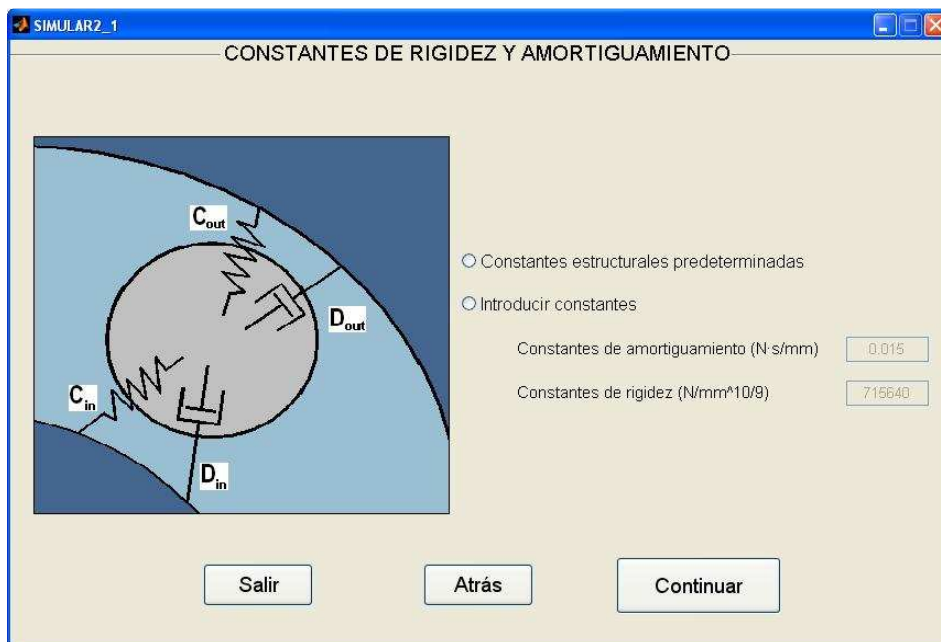 SIMULAR2_1
CONSTANTES DE RIGIDEZ Y AMORTIGUAMIENTO
Cout
Dout
Cin
Din
Constantes estructurales predeterminadas
Introducir constantes
Constantes de amortiguamiento (N·s/mm) 0.015
Constantes de rigidez (N/mm^10/9) 715640
Salir Atrás Continuar